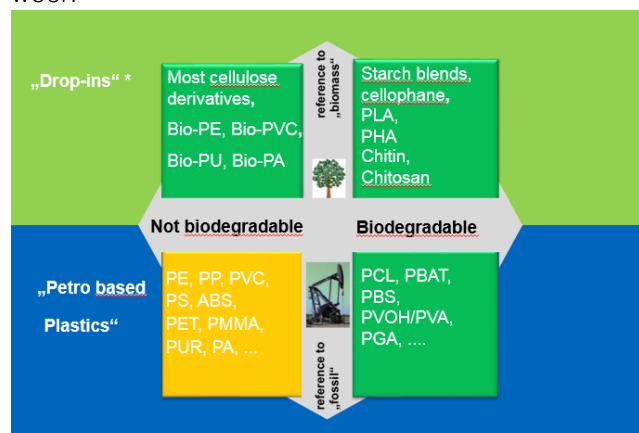 „Drop-ins“ *
Most cellulose
derivatives,
Bio-PE, Bio-PVC,
Bio-PU, Bio-PA
reference to
„biomass“
Starch blends,
cellophane,
PLA,
PHA
Chitin,
Chitosan
Not biodegradable
Biodegradable
„Petro based
Plastics“
PE, PP, PVC,
PS, ABS,
PET, PMMA,
PUR, PA, ...
reference to
„fossil“
PCL, PBAT,
PBS,
PVOH/PVA,
PGA, ....